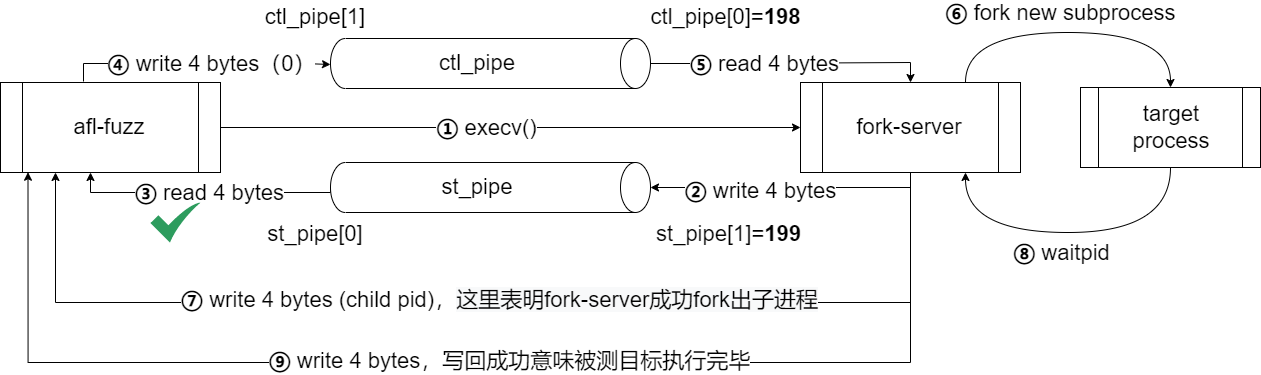 ctl_pipe[1]
ctl_pipe[0]=198
⑥ fork new subprocess
④ write 4 bytes（0）
ctl_pipe
⑤ read 4 bytes
afl-fuzz
① execv()
fork-server
target
process
③ read 4 bytes
st_pipe
② write 4 bytes
st_pipe[0]
st_pipe[1]=199
⑧ waitpid
⑦ write 4 bytes (child pid)，这里表明fork-server成功fork出子进程
⑨ write 4 bytes，写回成功意味被测目标执行完毕